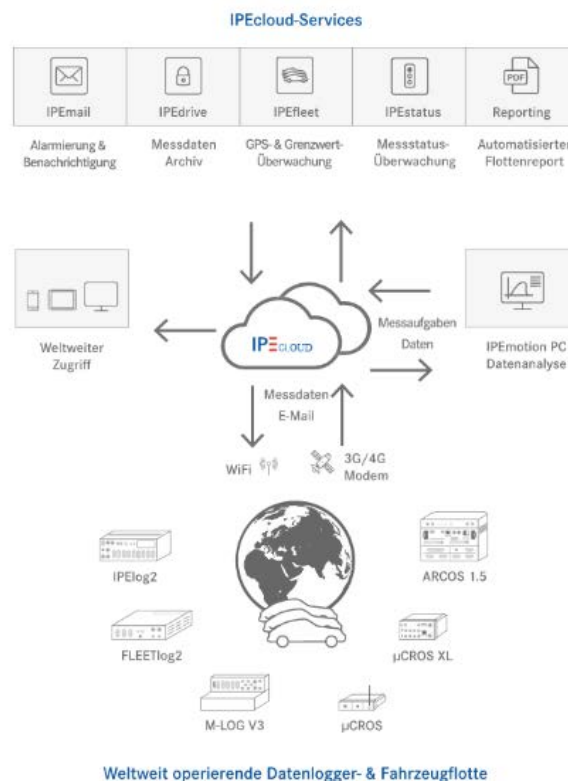 IPEcloud-Services
PDF
IPEmail
IPEdrive
IPEfleet
IPEstatus
Reporting
Alarmierung &
Benachrichtigung
Messdaten
Archiv
GPS- & Grenzwert-
Überwachung
Messstatus-
Überwachung
Automatisierter
Flottenreport
IPECLOUD
Weltweiter
Zugriff
Messaufgaben
Daten
IPEmotion PC
Datenanalyse
Messdaten
E-Mail
WiFi
3G/4G
Modem
IPElog2
ARCOS 1.5
FLEETlog2
µCROS XL
M-LOG V3
µCROS
Weltweit operierende Datenlogger- & Fahrzeugflotte